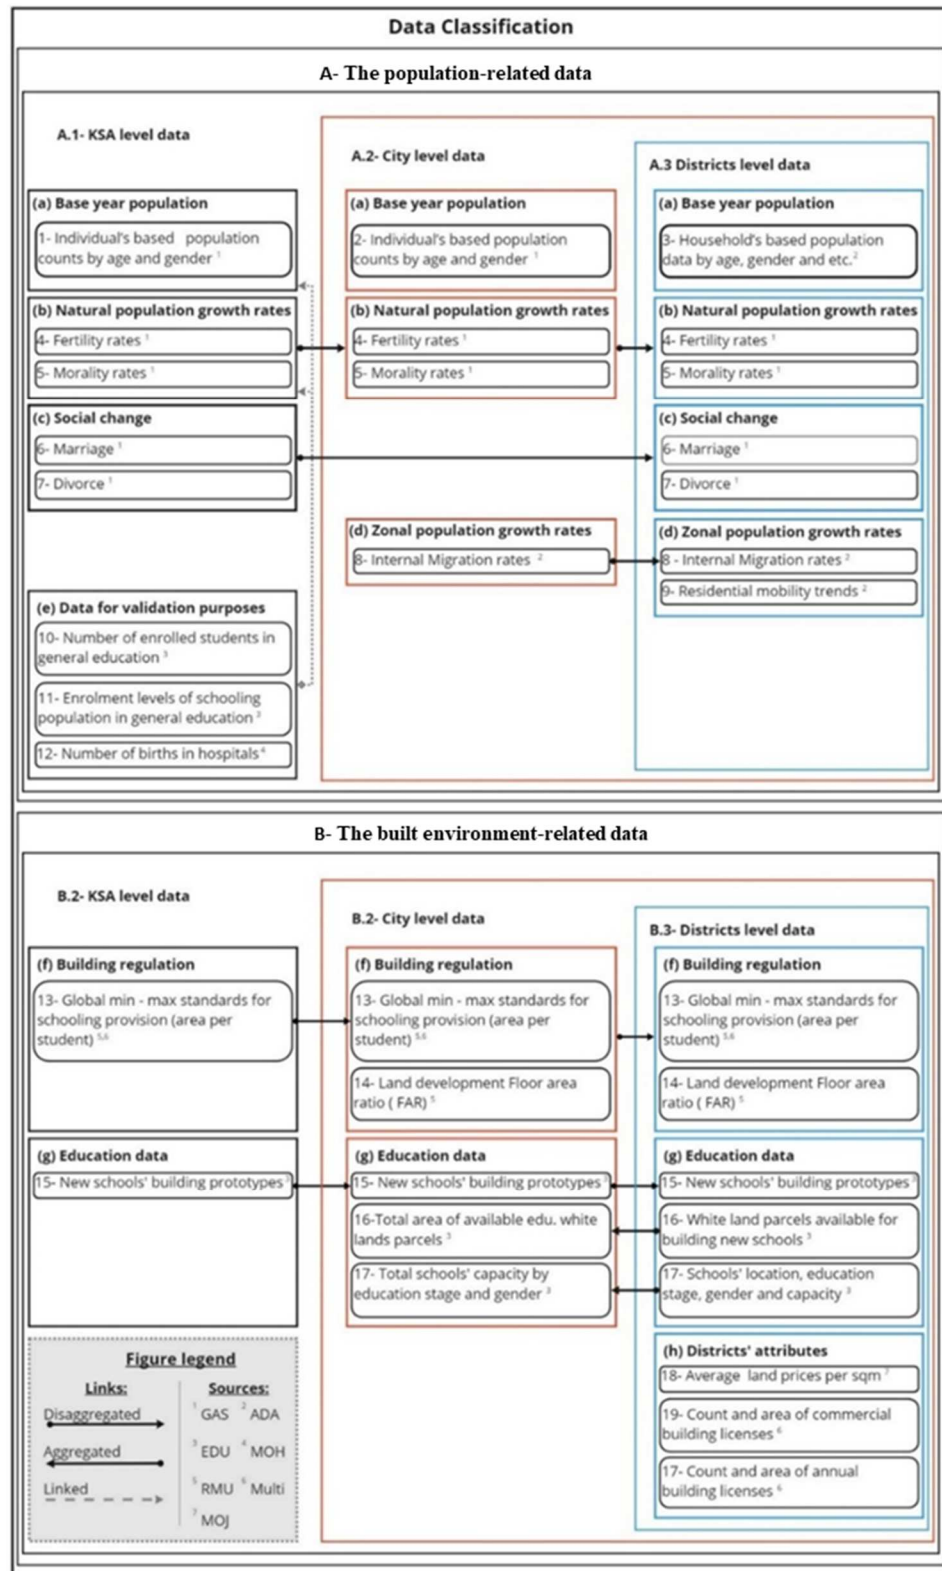 Data Classification
A- The population-related data
A.1- KSA level data
(a) Base year population
1- Individual's based population
counts by age and gender 1
(b) Natural population growth rates
4- Fertility rates 1
5- Morality rates 1
(c) Social change
6- Marriage 1
7- Divorce 1
(e) Data for validation purposes
10- Number of enrolled students in
general education 3
11- Enrolment levels of schooling
population in general education 3
12- Number of births in hospitals 4
A.2- City level data
(a) Base year population
2- Individual's based population
counts by age and gender 1
(b) Natural population growth rates
4- Fertility rates 1
5- Morality rates 1
(d) Zonal population growth rates
8- Internal Migration rates 2
A.3 Districts level data
(a) Base year population
3- Household's based population
data by age, gender and etc.2
(b) Natural population growth rates
4- Fertility rates 1
5- Morality rates 1
(c) Social change
6- Marriage 1
7- Divorce 1
(d) Zonal population growth rates
8 - Internal Migration rates 2
9- Residential mobility trends 2
B- The built environment-related data
B.2- KSA level data
(f) Building regulation
13- Global min - max standards for
schooling provision (area per
student) 5,6
(g) Education data
15- New schools' building prototypes 3
B.2- City level data
(f) Building regulation
13- Global min - max standards for
schooling provision (area per
student) 5,6
14- Land development Floor area
ratio ( FAR) 5
(g) Education data
15- New schools' building prototypes 3
16-Total area of available edu. white
lands parcels 3
17- Total schools' capacity by
education stage and gender 3
B.3- Districts level data
(f) Building regulation
13- Global min - max standards for
schooling provision (area per
student) 5,6
14- Land development Floor area
ratio ( FAR) 5
(g) Education data
15- New schools' building prototypes 3
16- White land parcels available for
building new schools 3
17- Schools' location, education
stage, gender and capacity 3
(h) Districts' attributes
18- Average land prices per sqm 7
19- Count and area of commercial
building licenses 6
17- Count and area of annual
building licenses 6
Figure legend
Links:
Disaggregated
Aggregated
Linked
Sources:
1 GAS 2 ADA
3 EDU 4 MOH
5 RMU 6 Multi
7 MOJ